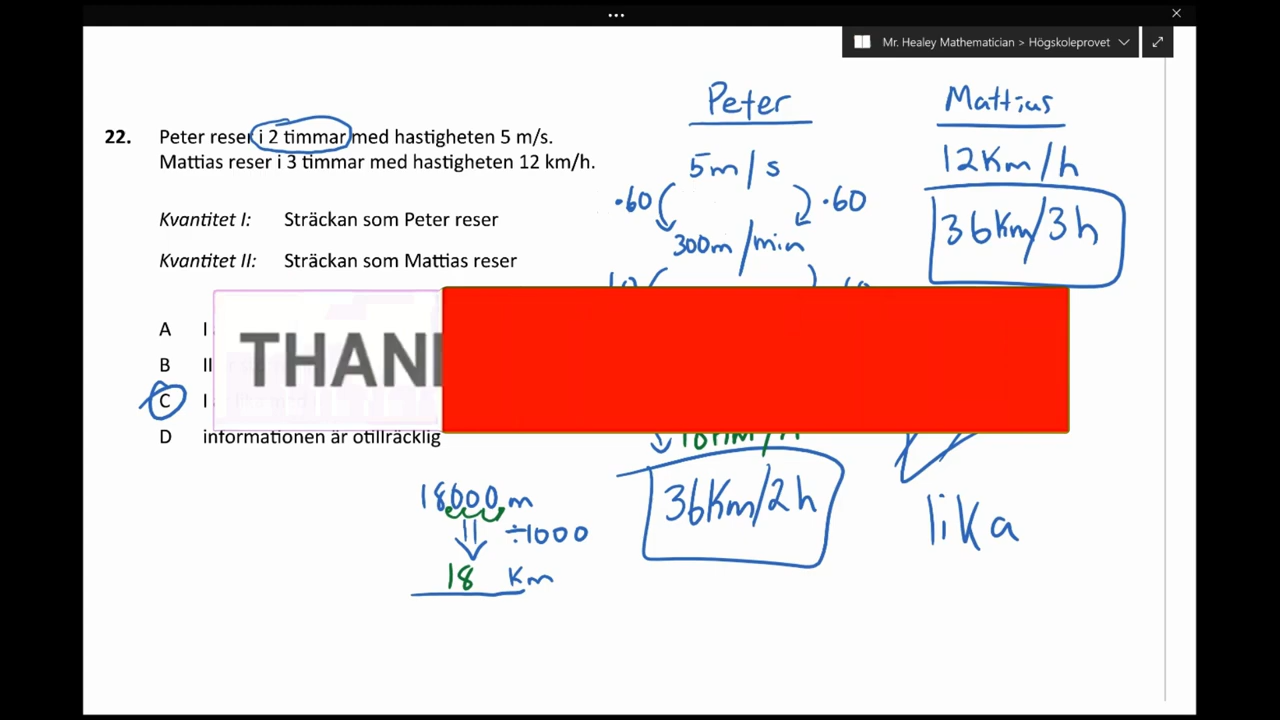 Mr. Healey Mathematician > Högskoleprovet
22. Peter reser i 2 timmar med hastigheten 5 m/s.
Mattias reser i 3 timmar med hastigheten 12 km/h.
Kvantitet I: Sträckan som Peter reser
Kvantitet II: Sträckan som Mattias reser
A I
B II
C I
D informationen är otillräcklig
THAN
Peter
5m/s
·60 ·60
300m/min
36Km/2h
Mattius
12Km/h
36Km/3h
lika
18000m
÷1000
18 Km